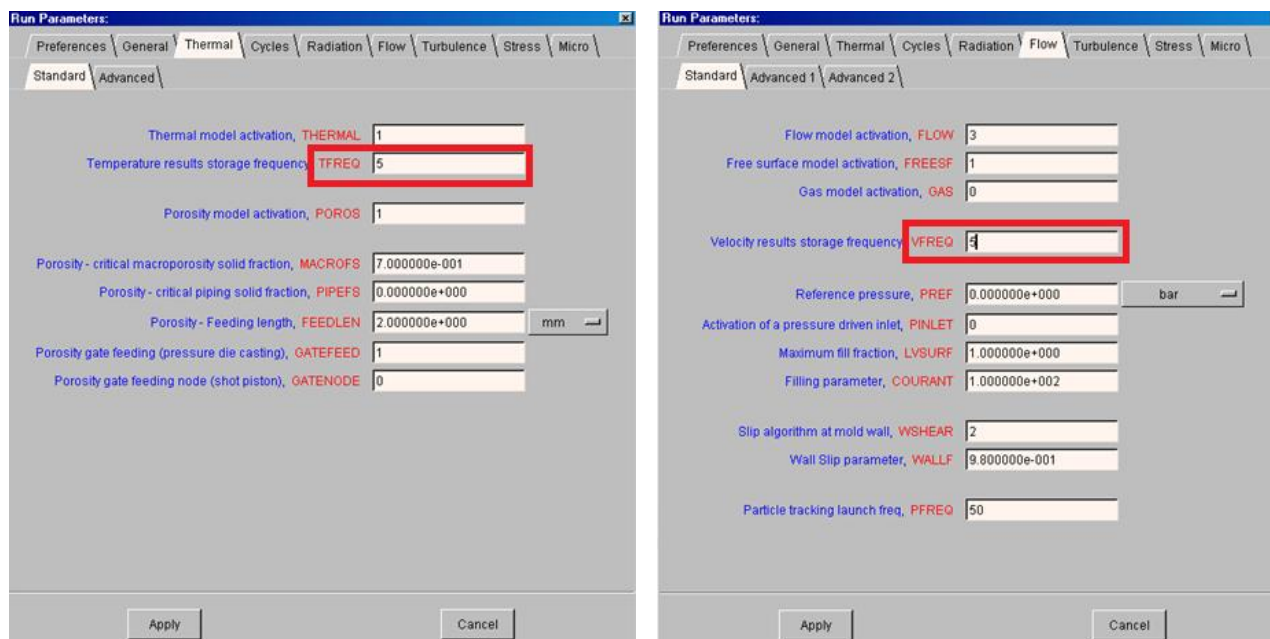 Run Parameters:
Preferences General Thermal Cycles Radiation Flow Turbulence Stress Micro
Standard Advanced
Thermal model activation, THERMAL 1
Temperature results storage frequency, TFREQ 5
Porosity model activation, POROS 1
Porosity - critical macroporosity solid fraction, MACROFS 7.000000e-001
Porosity - critical piping solid fraction, PIPEFS 0.000000e+000
Porosity - Feeding length, FEEDLEN 2.000000e+000 mm
Porosity gate feeding (pressure die casting), GATEFEED 1
Porosity gate feeding node (shot piston), GATENODE 0
Apply Cancel
Run Parameters:
Preferences General Thermal Cycles Radiation Flow Turbulence Stress Micro
Standard Advanced 1 Advanced 2
Flow model activation, FLOW 3
Free surface model activation, FREESF 1
Gas model activation, GAS 0
Velocity results storage frequency, VFREQ 5
Reference pressure, PREF 0.000000e+000 bar
Activation of a pressure driven inlet, PINLET 0
Maximum fill fraction, LVSURF 1.000000e+000
Filling parameter, COURANT 1.000000e+002
Slip algorithm at mold wall, WSHEAR 2
Wall Slip parameter, WALLF 9.800000e-001
Particle tracking launch freq, PFREQ 50
Apply Cancel